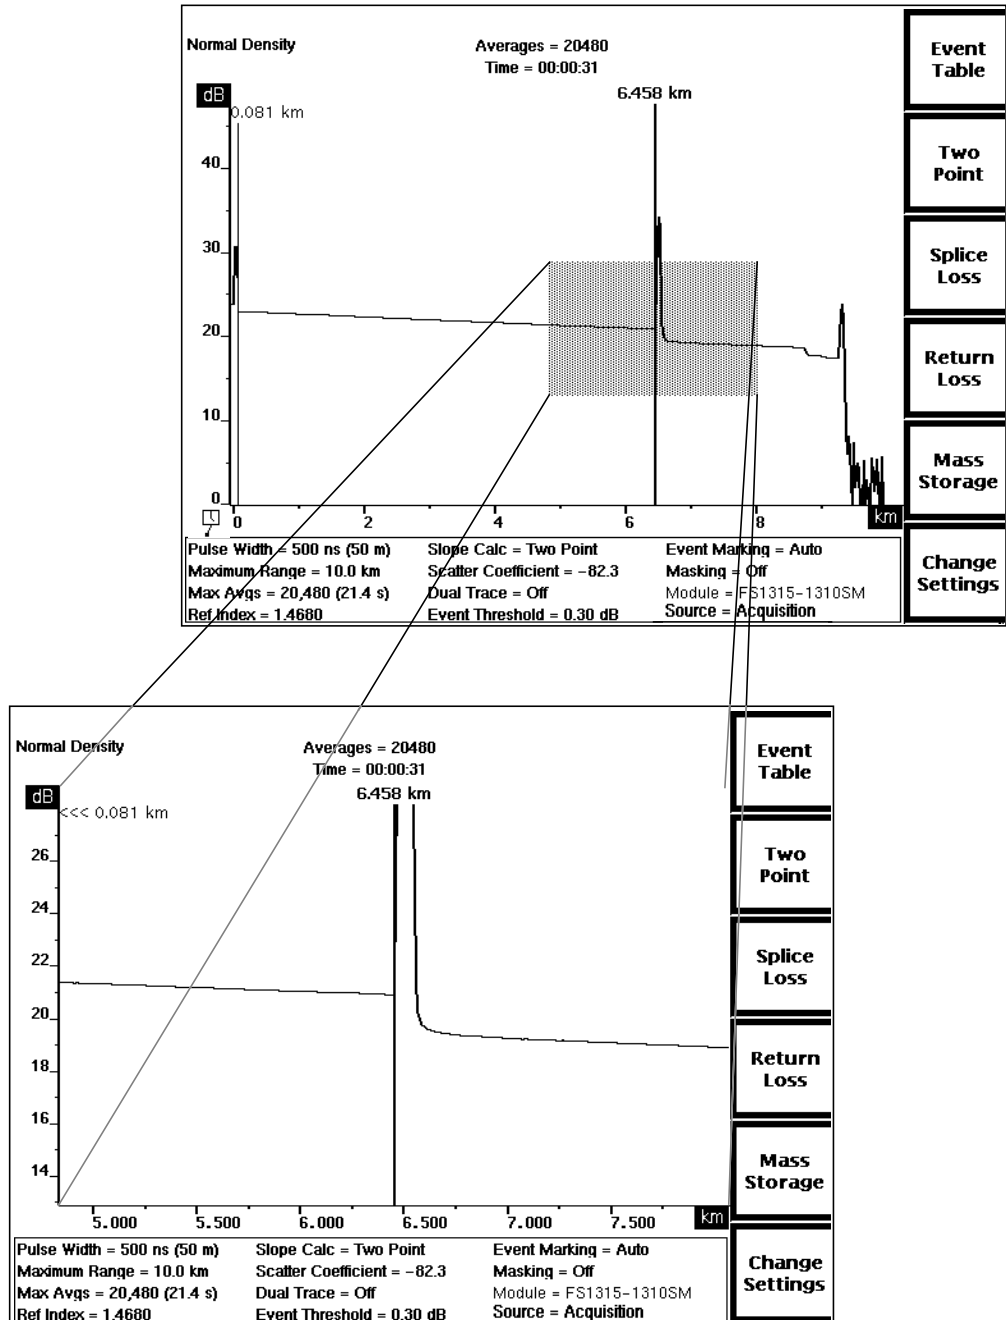 Normal Density
Averages = 20480
Time = 00:00:31
dB
0.081 km
6.458 km
40
30
20
10
0
0 2 4 6 8 km
Pulse Width = 500 ns (50 m) Slope Calc = Two Point Event Marking = Auto
Maximum Range = 10.0 km Scatter Coefficient = -82.3 Masking = Off
Max Avgs = 20,480 (21.4 s) Dual Trace = Off Module = FS1315-1310SM
Ref Index = 1.4680 Event Threshold = 0.30 dB Source = Acquisition
Event
Table
Two
Point
Splice
Loss
Return
Loss
Mass
Storage
Change
Settings
Normal Density
Averages = 20480
Time = 00:00:31
dB
<<< 0.081 km
6.458 km
26
24
22
20
18
16
14
5.000 5.500 6.000 6.500 7.000 7.500 km
Pulse Width = 500 ns (50 m) Slope Calc = Two Point Event Marking = Auto
Maximum Range = 10.0 km Scatter Coefficient = -82.3 Masking = Off
Max Avgs = 20,480 (21.4 s) Dual Trace = Off Module = FS1315-1310SM
Ref Index = 1.4680 Event Threshold = 0.30 dB Source = Acquisition
Event
Table
Two
Point
Splice
Loss
Return
Loss
Mass
Storage
Change
Settings